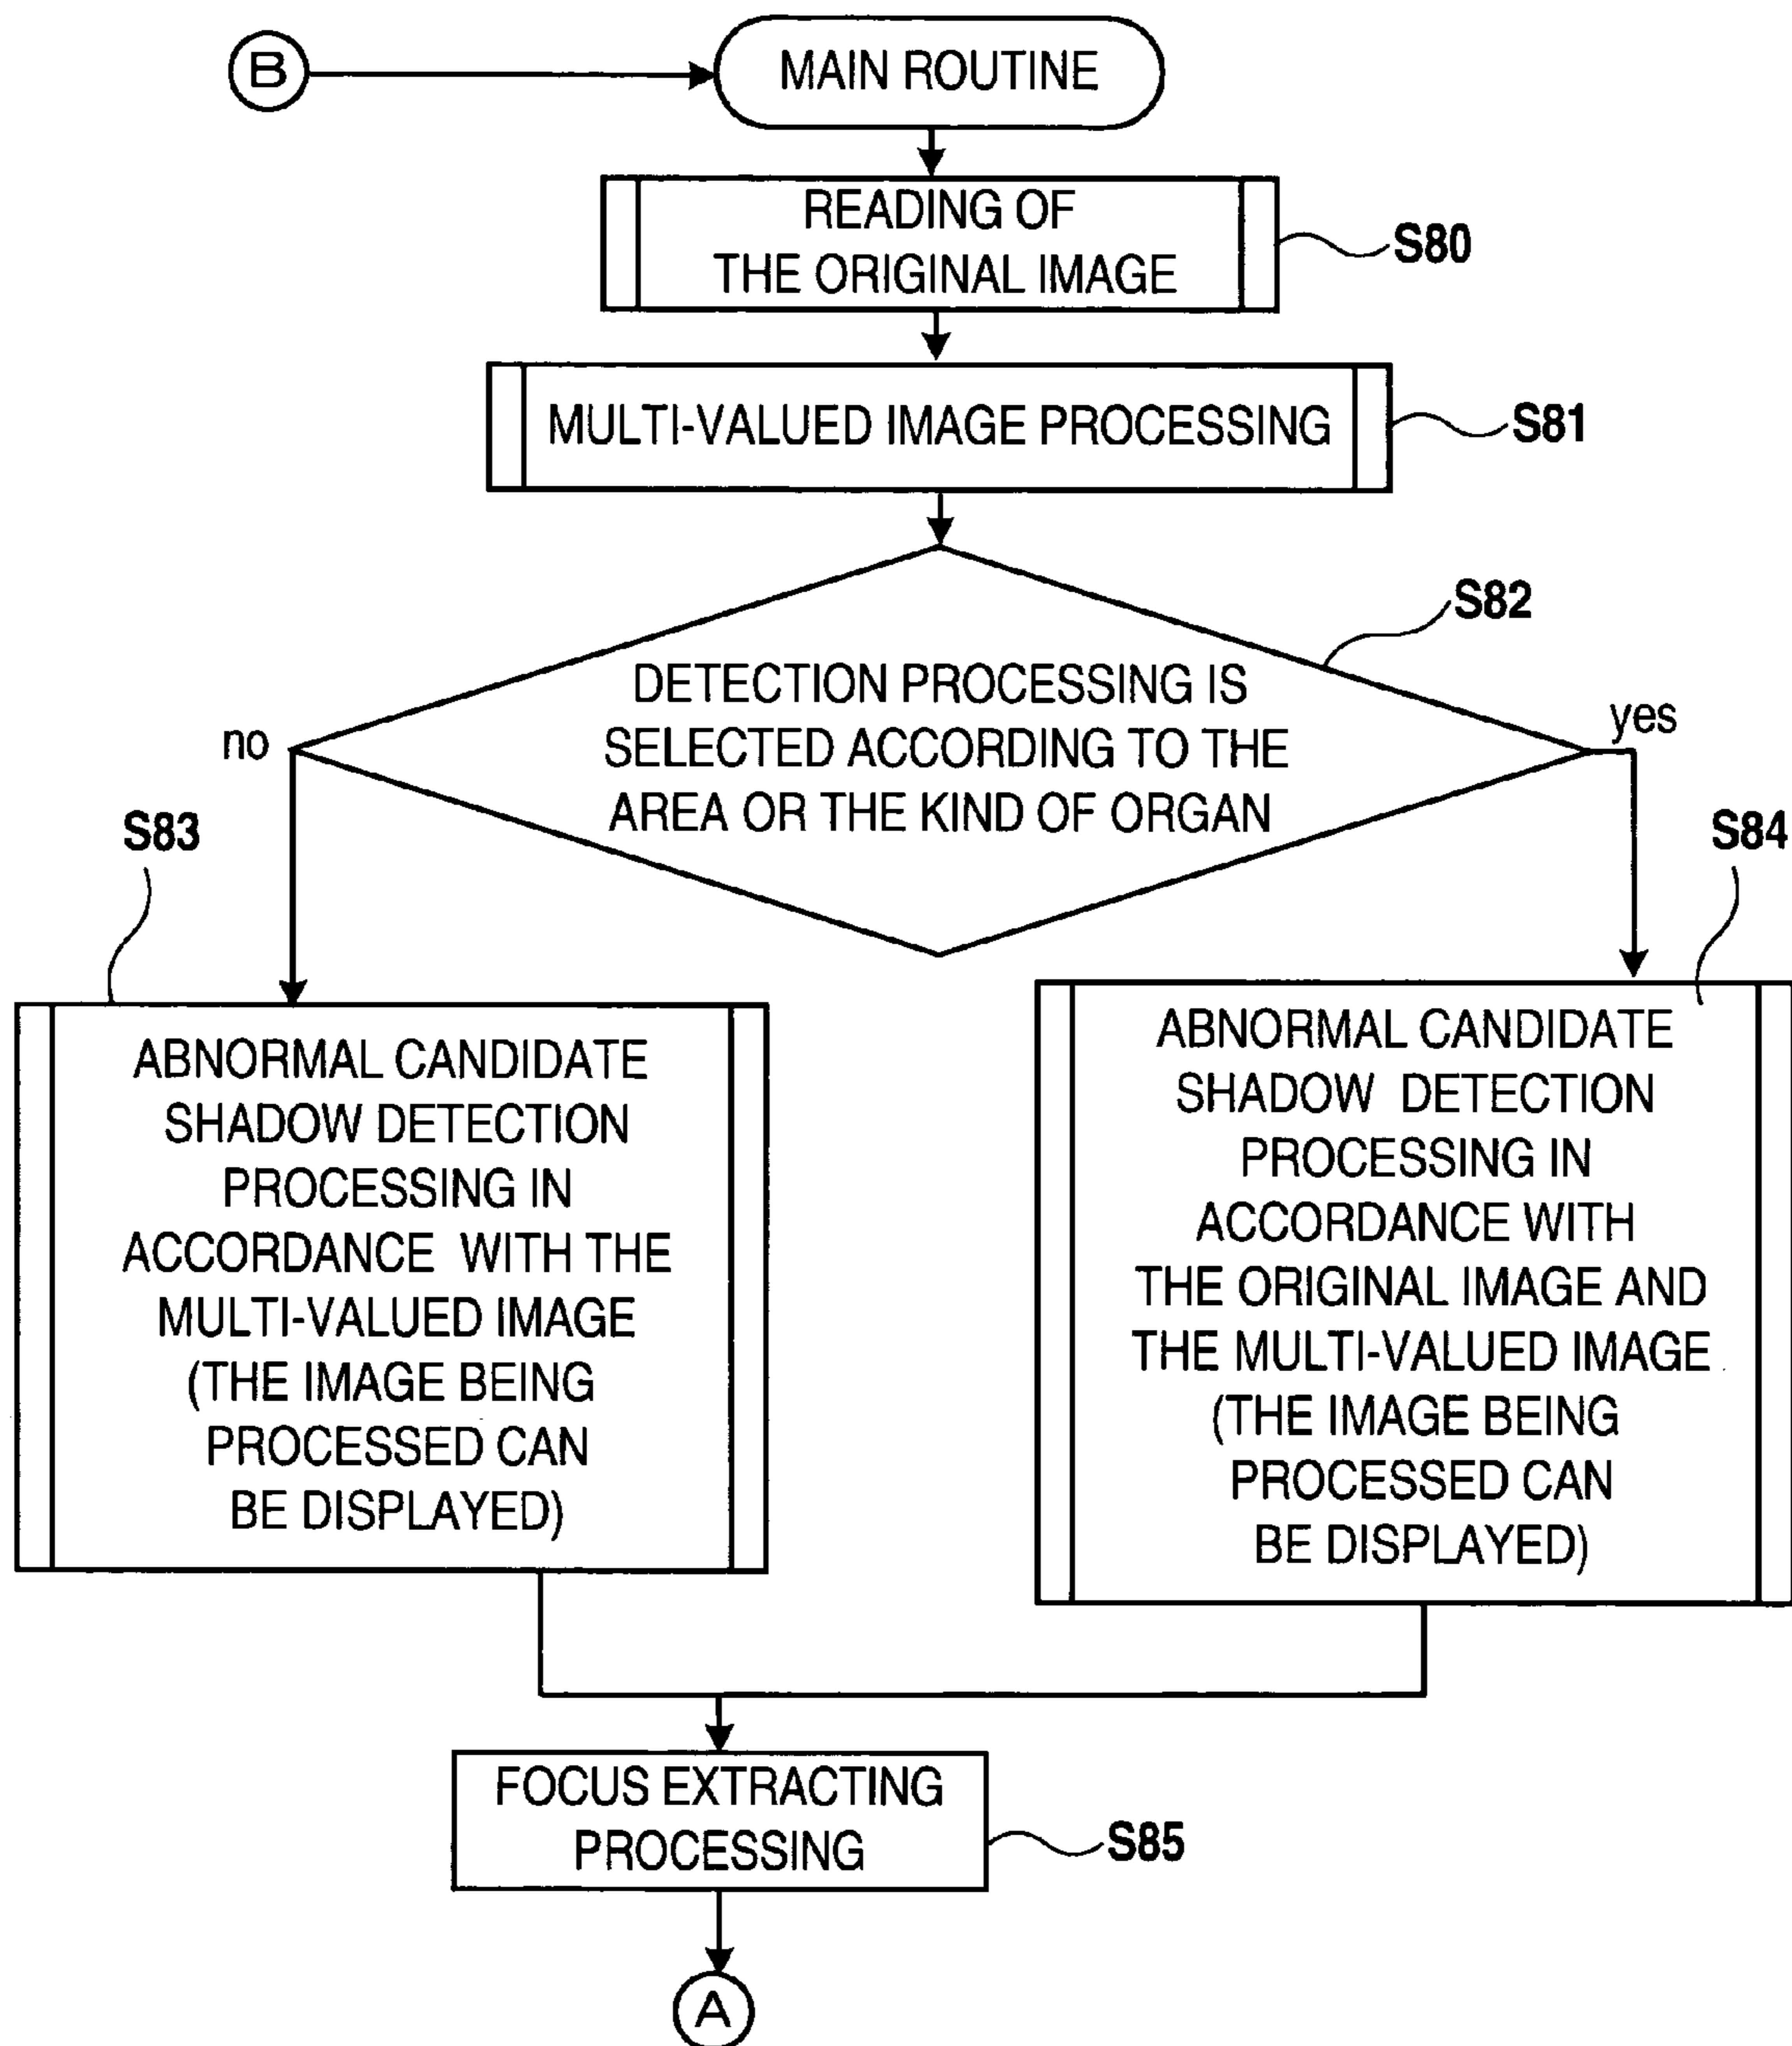 B
MAIN ROUTINE
READING OF
THE ORIGINAL IMAGE
S80
MULTI-VALUED IMAGE PROCESSING
S81
S82
DETECTION PROCESSING IS
SELECTED ACCORDING TO THE
AREA OR THE KIND OF ORGAN
no
yes
S83
S84
ABNORMAL CANDIDATE
SHADOW DETECTION
PROCESSING IN
ACCORDANCE WITH THE
MULTI-VALUED IMAGE
(THE IMAGE BEING
PROCESSED CAN
BE DISPLAYED)
ABNORMAL CANDIDATE
SHADOW DETECTION
PROCESSING IN
ACCORDANCE WITH
THE ORIGINAL IMAGE AND
THE MULTI-VALUED IMAGE
(THE IMAGE BEING
PROCESSED CAN
BE DISPLAYED)
FOCUS EXTRACTING
PROCESSING
S85
A